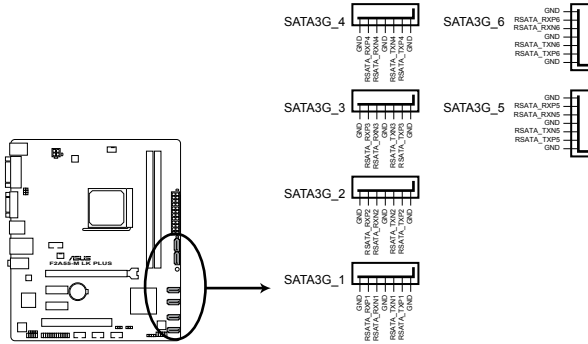 SATA3G_4
GND
RSATA_RXP4
RSATA_RXN4
GND
RSATA_TXN4
RSATA_TXP4
GND
SATA3G_6
GND
RSATA_RXP6
RSATA_RXN6
GND
RSATA_TXN6
RSATA_TXP6
GND
SATA3G_3
GND
RSATA_RXP3
RSATA_RXN3
GND
RSATA_TXN3
RSATA_TXP3
GND
SATA3G_5
GND
RSATA_RXP5
RSATA_RXN5
GND
RSATA_TXN5
RSATA_TXP5
GND
SATA3G_2
GND
RSATA_RXP2
RSATA_RXN2
GND
RSATA_TXN2
RSATA_TXP2
GND
SATA3G_1
GND
RSATA_RXP1
RSATA_RXN1
GND
RSATA_TXN1
RSATA_TXP1
GND
ASUS
F2A55-M LK PLUS